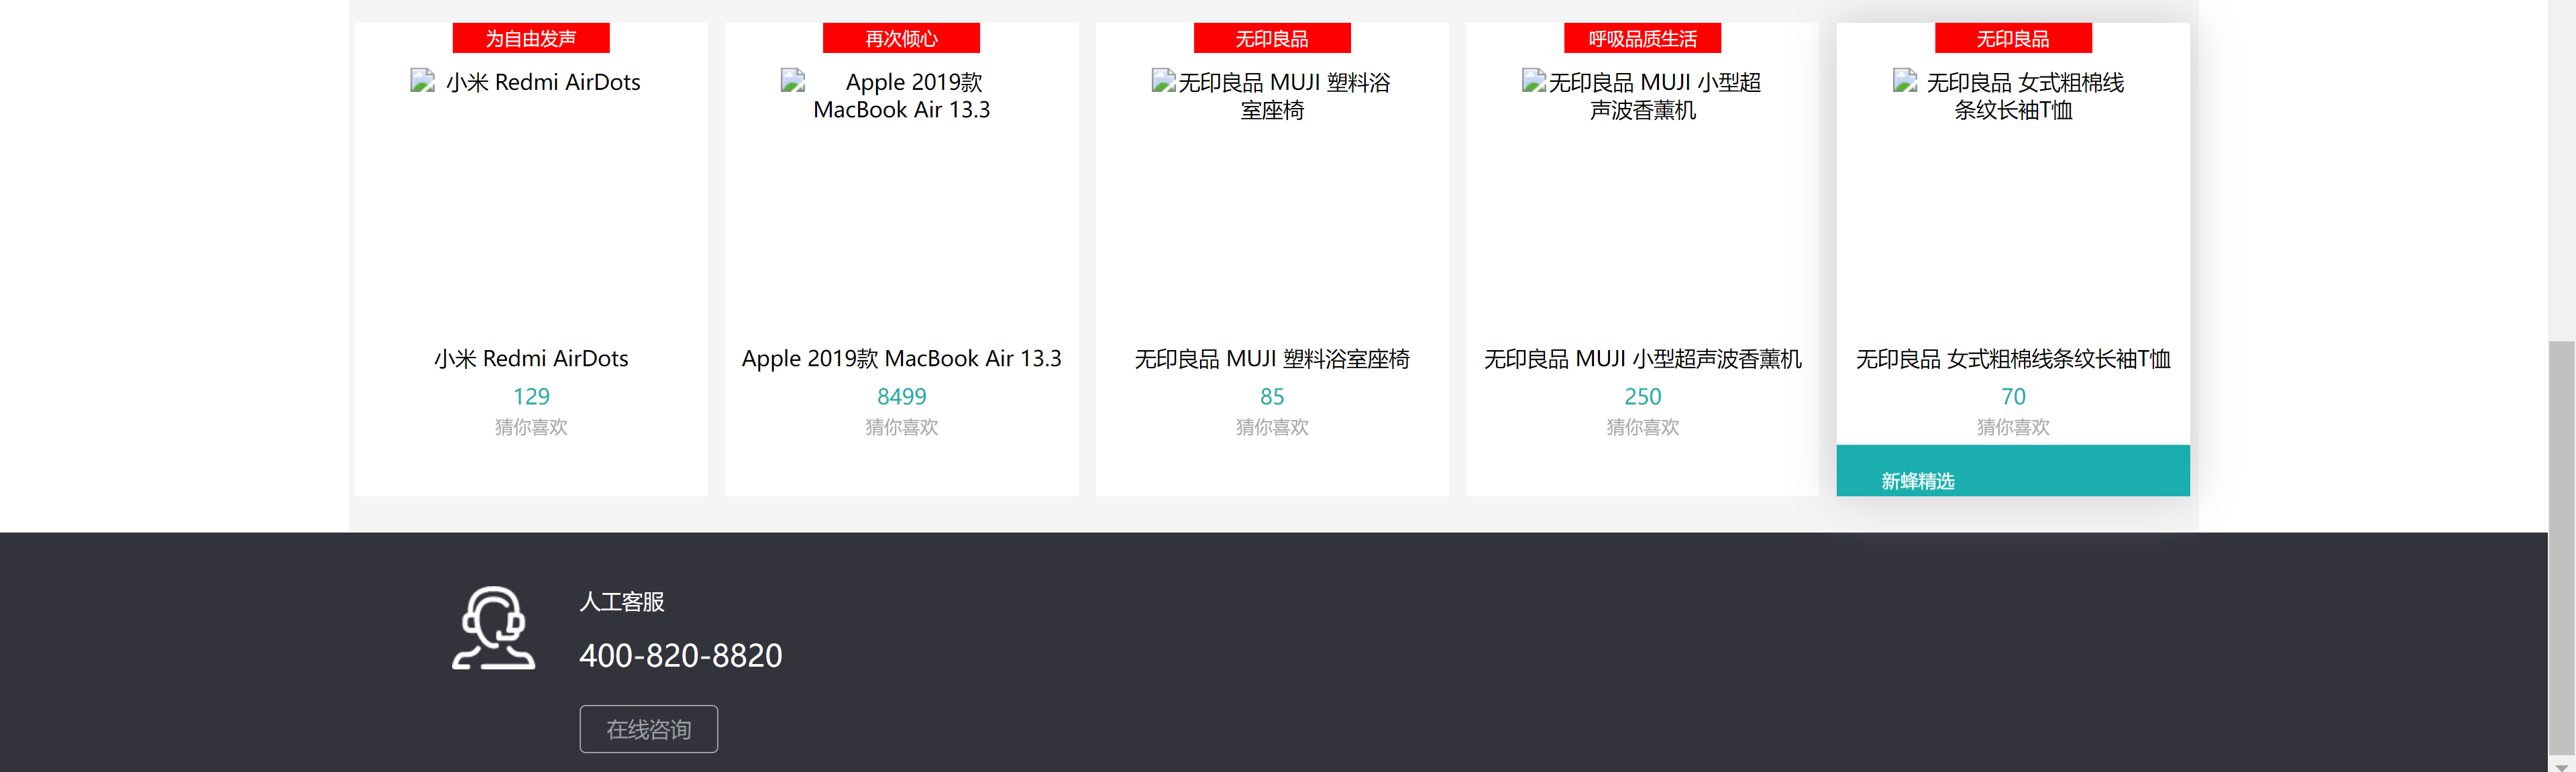 为自由发声
再次倾心
无印良品
呼吸品质生活
无印良品
小米 Redmi AirDots
Apple 2019款
MacBook Air 13.3
无印良品 MUJI 塑料浴
室座椅
无印良品 MUJI 小型超
声波香薰机
无印良品 女式粗棉线
条纹长袖T恤
小米 Redmi AirDots
Apple 2019款 MacBook Air 13.3
无印良品 MUJI 塑料浴室座椅
无印良品 MUJI 小型超声波香薰机
无印良品 女式粗棉线条纹长袖T恤
129
8499
85
250
70
猜你喜欢
猜你喜欢
猜你喜欢
猜你喜欢
猜你喜欢
新蜂精选
人工客服
400-820-8820
在线咨询